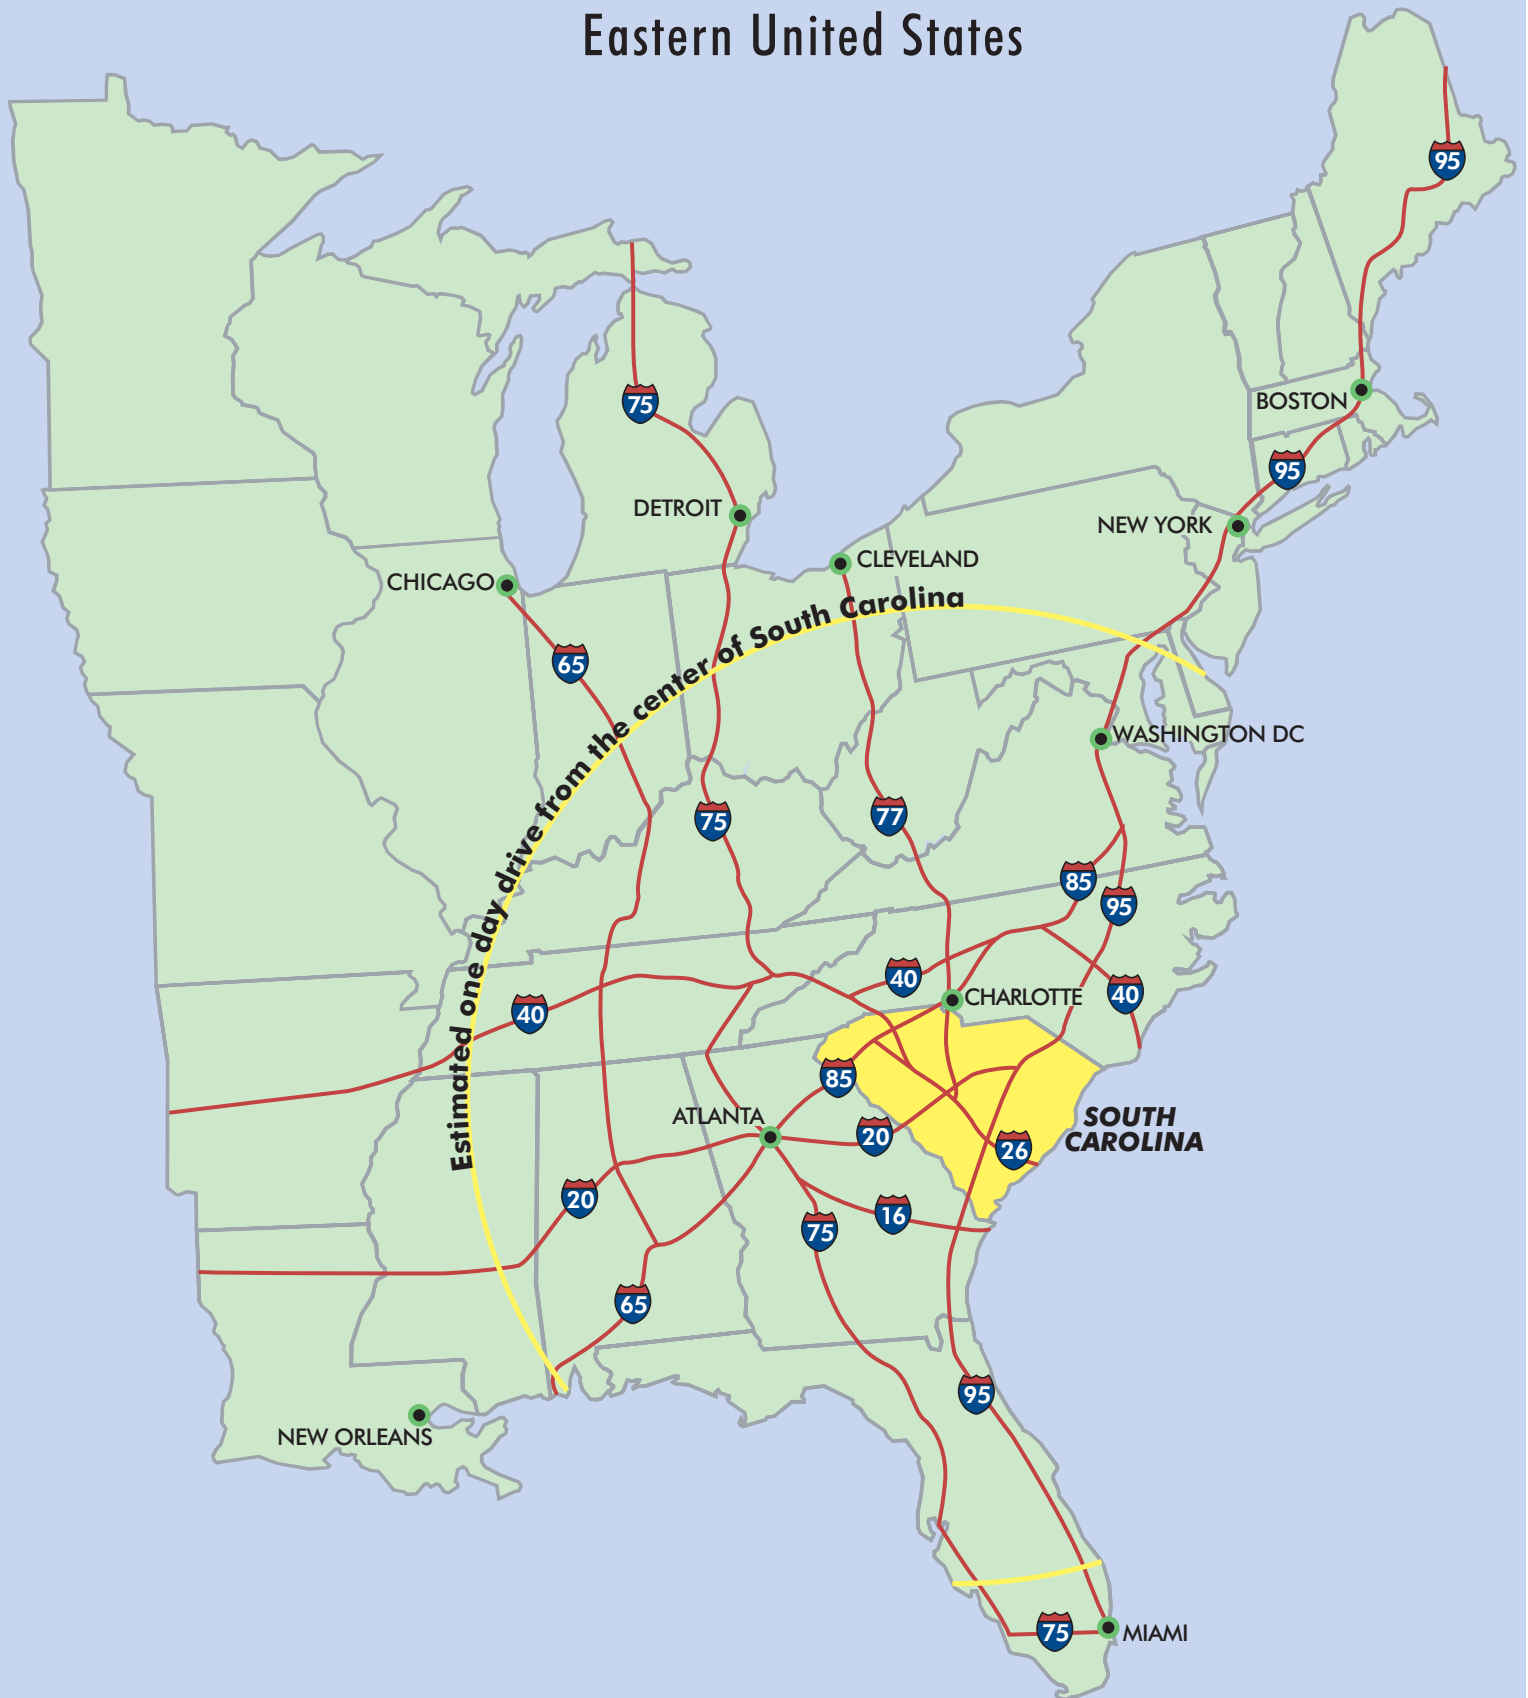 Eastern United States
95
75
BOSTON
95
DETROIT
NEW YORK
CLEVELAND
CHICAGO
Estimated one day drive from the center of South Carolina
65
WASHINGTON DC
75
77
85
95
40
CHARLOTTE
40
40
85
ATLANTA
SOUTH
CAROLINA
20
26
20
16
75
65
95
NEW ORLEANS
75
MIAMI